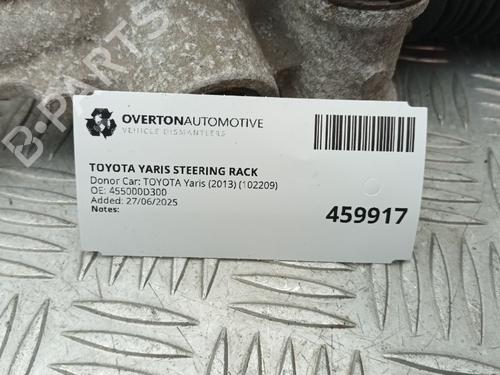 OVERTONAUTOMOTIVE
VEHICLE DISMANTLERS
TOYOTA YARIS STEERING RACK
Donor Car: TOYOTA Yaris (2013) (102209)
OE: 455000D300
Added: 27/06/2025
Notes:
459917
B-PARTS